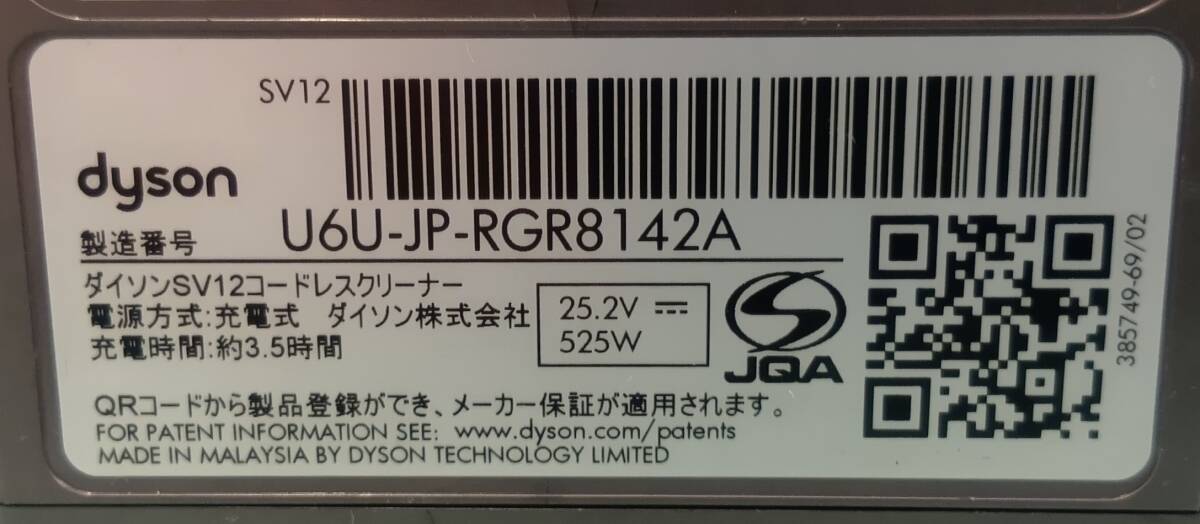 SV12
dyson
製造番号 U6U-JP-RGR8142A
ダイソンSV12コードレスクリーナー
電源方式:充電式 ダイソン株式会社
充電時間:約3.5時間
25.2V
525W
JQA
385749-69/02
QRコードから製品登録ができ、メーカー保証が適用されます。
FOR PATENT INFORMATION SEE: www.dyson.com/patents
MADE IN MALAYSIA BY DYSON TECHNOLOGY LIMITED